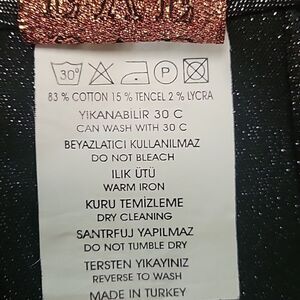 30°
P
83 % COTTON 15 % TENCEL 2 % LYCRA
YIKANABILIR 30 C
CAN WASH WITH 30 C
BEYAZLATICI KULLANILMAZ
DO NOT BLEACH
ILIK ÜTÜ
WARM IRON
KURU TEMIZLEME
DRY CLEANING
SANTRFUJ YAPILMAZ
DO NOT TUMBLE DRY
TERSTEN YIKAYINIZ
REVERSE TO WASH
MADE IN TURKEY